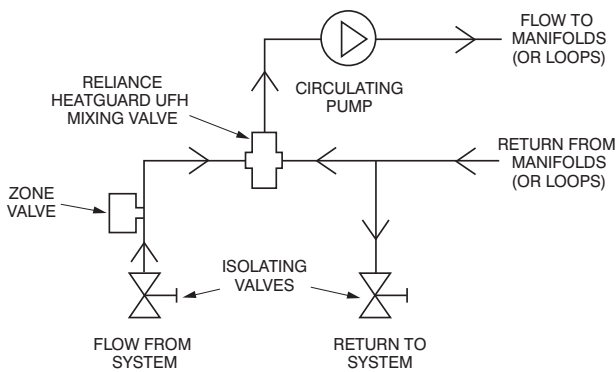 FLOW TO
MANIFOLDS
(OR LOOPS)
RELIANCE
HEATGUARD UFH
MIXING VALVE
CIRCULATING
PUMP
RETURN FROM
MANIFOLDS
(OR LOOPS)
ZONE
VALVE
ISOLATING
VALVES
FLOW FROM
SYSTEM
RETURN TO
SYSTEM